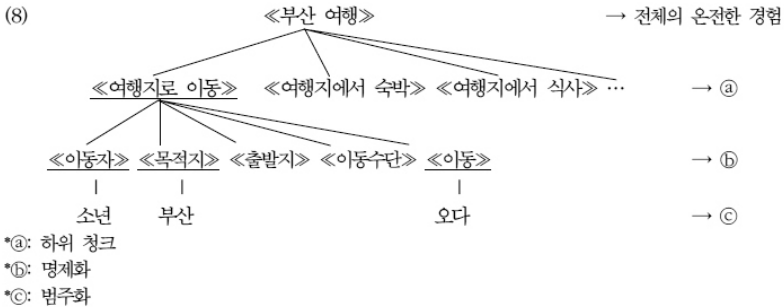 (8) ≪부산 여행≫ → 전체의 온전한 경험
≪여행지로 이동≫ ≪여행지에서 숙박≫ ≪여행지에서 식사≫ … → ⓐ
≪이동자≫ ≪목적지≫ ≪출발지≫ ≪이동수단≫ ≪이동≫ → ⓑ
소년 부산 오다 → ⓒ
*ⓐ: 하위 청크
*ⓑ: 명제화
*ⓒ: 범주화